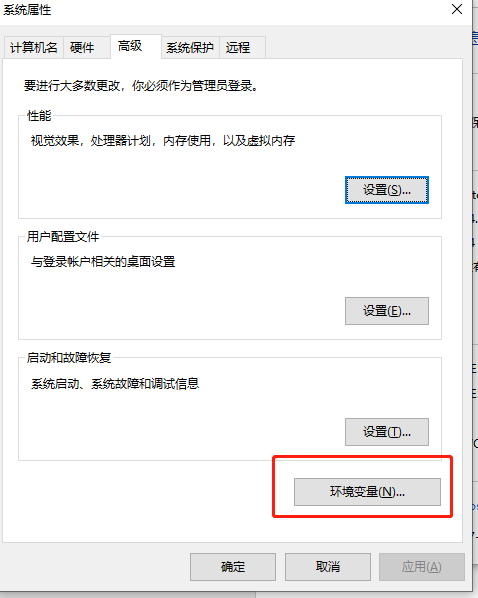 系统属性
计算机名 硬件 高级 系统保护 远程
要进行大多数更改，你必须作为管理员登录。
性能
视觉效果，处理器计划，内存使用，以及虚拟内存
设置(S)...
用户配置文件
与登录帐户相关的桌面设置
设置(E)...
启动和故障恢复
系统启动、系统故障和调试信息
设置(T)...
环境变量(N)...
确定 取消 应用(A)